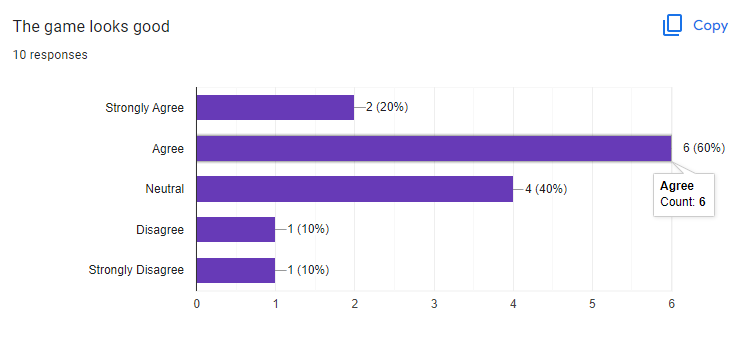 The game looks good
Copy
10 responses
Strongly Agree
2 (20%)
Agree
6 (60%)
Agree
Count: 6
Neutral
4 (40%)
Disagree
1 (10%)
Strongly Disagree
1 (10%)
0 1 2 3 4 5 6